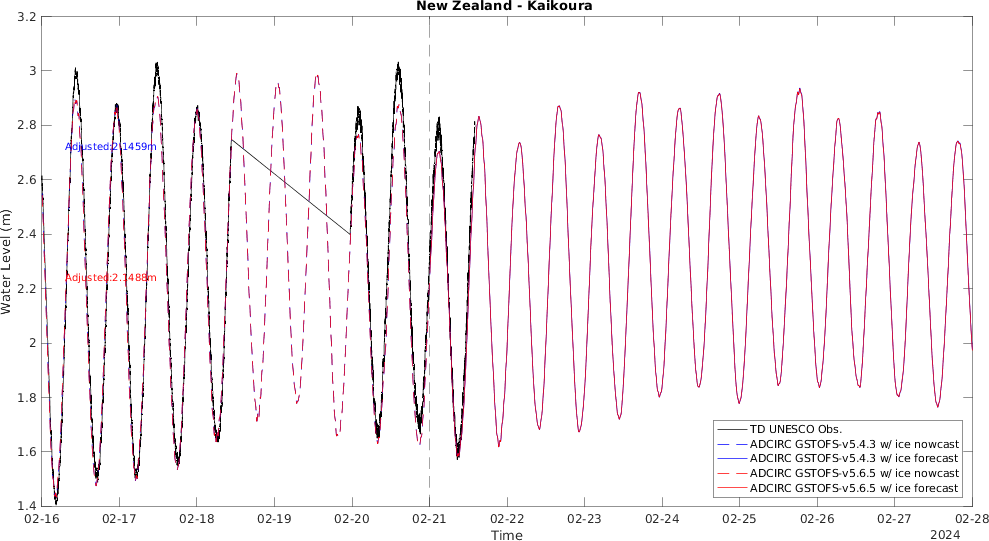 New Zealand - Kaikoura
3.2
3
2.8
2.6
2.4
2.2
2
1.8
1.6
1.4
Water Level (m)
Adjusted:2.1459m
Adjusted:2.1488m
TD UNESCO Obs.
ADCIRC GSTOFS-v5.4.3 w/ ice nowcast
ADCIRC GSTOFS-v5.4.3 w/ ice forecast
ADCIRC GSTOFS-v5.6.5 w/ ice nowcast
ADCIRC GSTOFS-v5.6.5 w/ ice forecast
02-16 02-17 02-18 02-19 02-20 02-21 02-22 02-23 02-24 02-25 02-26 02-27 02-28
Time
2024